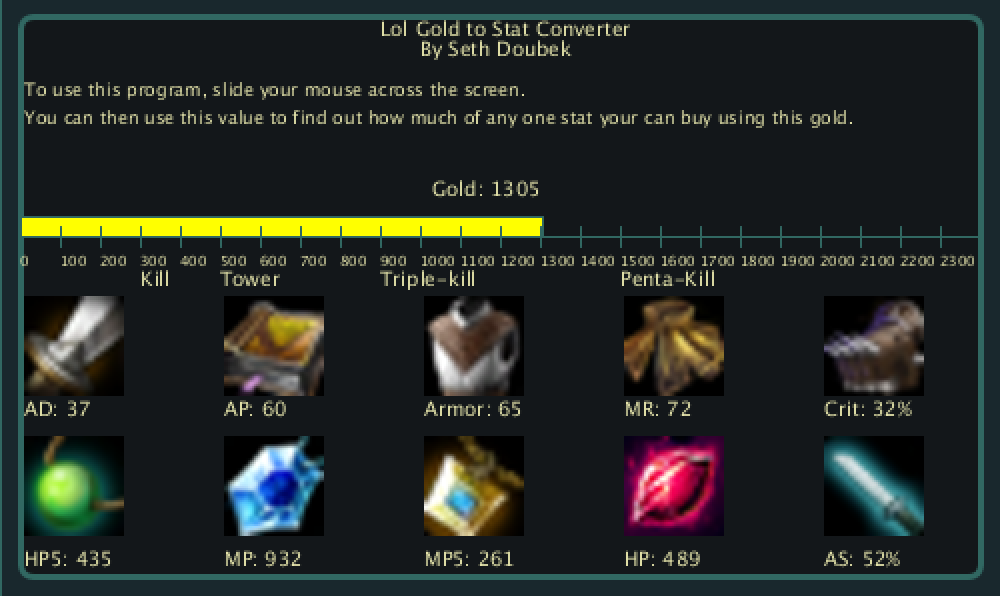 Lol Gold to Stat Converter
By Seth Doubek
To use this program, slide your mouse across the screen.
You can then use this value to find out how much of any one stat your can buy using this gold.
Gold: 1305
0 100 200 300 400 500 600 700 800 900 1000 1100 1200 1300 1400 1500 1600 1700 1800 1900 2000 2100 2200 2300
Kill Tower Triple-kill Penta-Kill
AD: 37 AP: 60 Armor: 65 MR: 72 Crit: 32%
HP5: 435 MP: 932 MP5: 261 HP: 489 AS: 52%